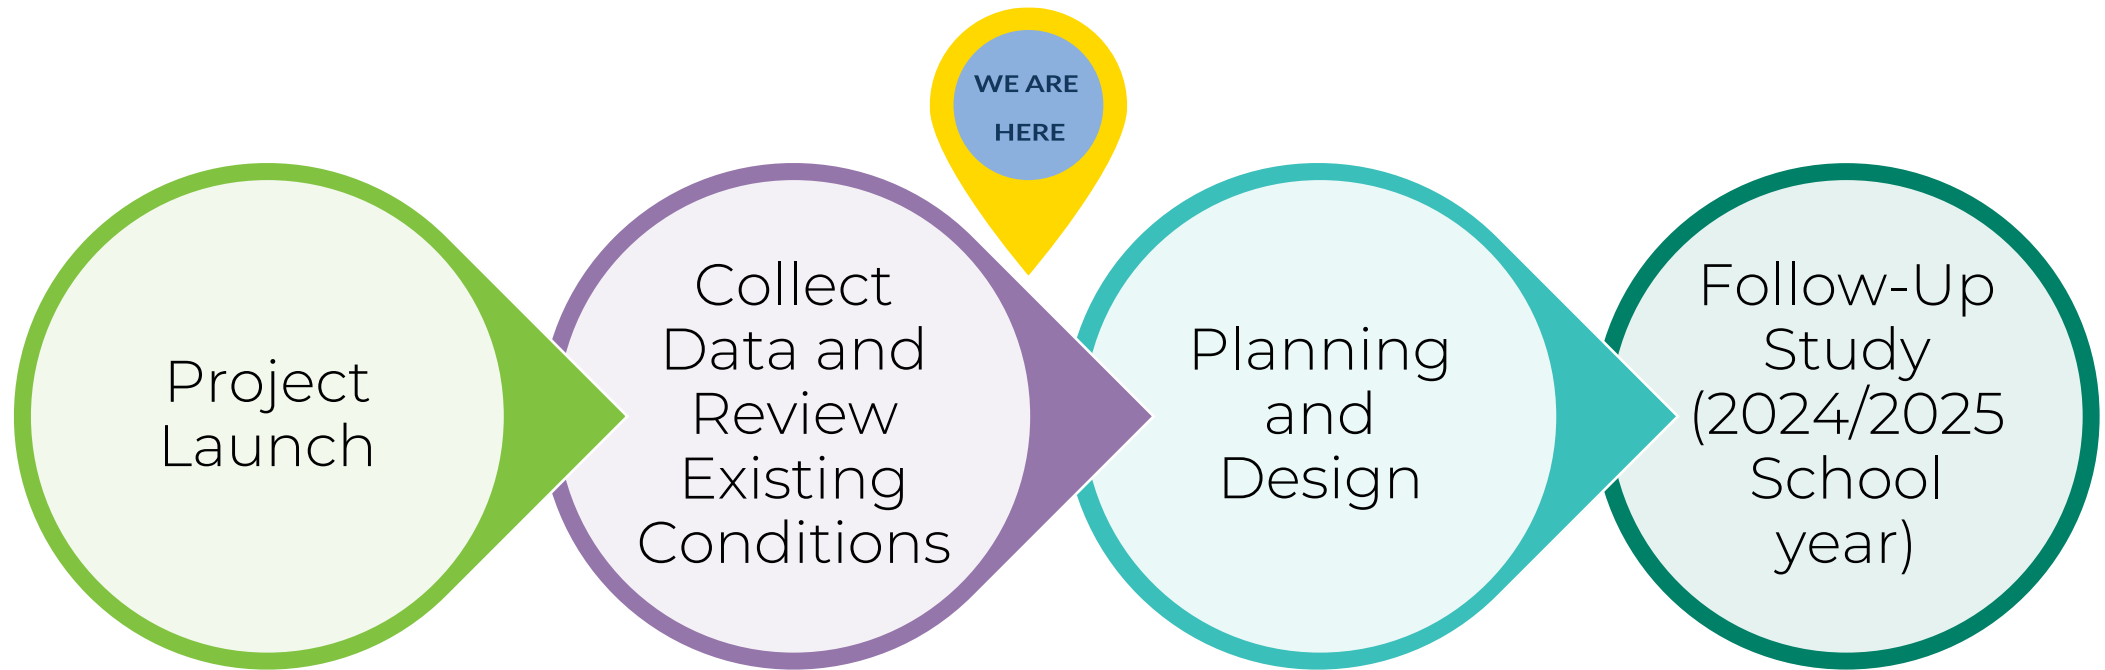 WE ARE
HERE
Project
Launch
Collect
Data and
Review
Existing
Conditions
Planning
and
Design
Follow-Up
Study
(2024/2025
School
year)